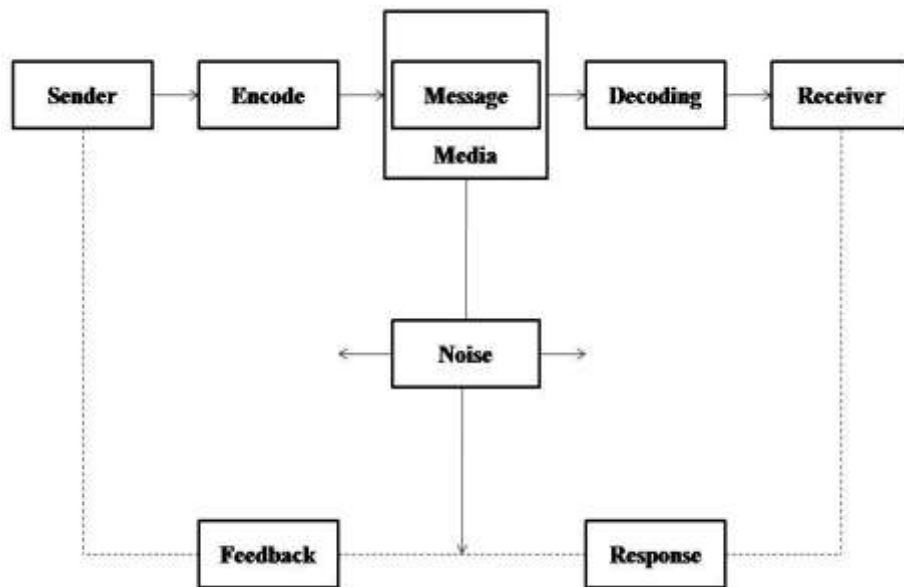 Sender
Encode
Message
Media
Decoding
Receiver
Noise
Feedback
Response